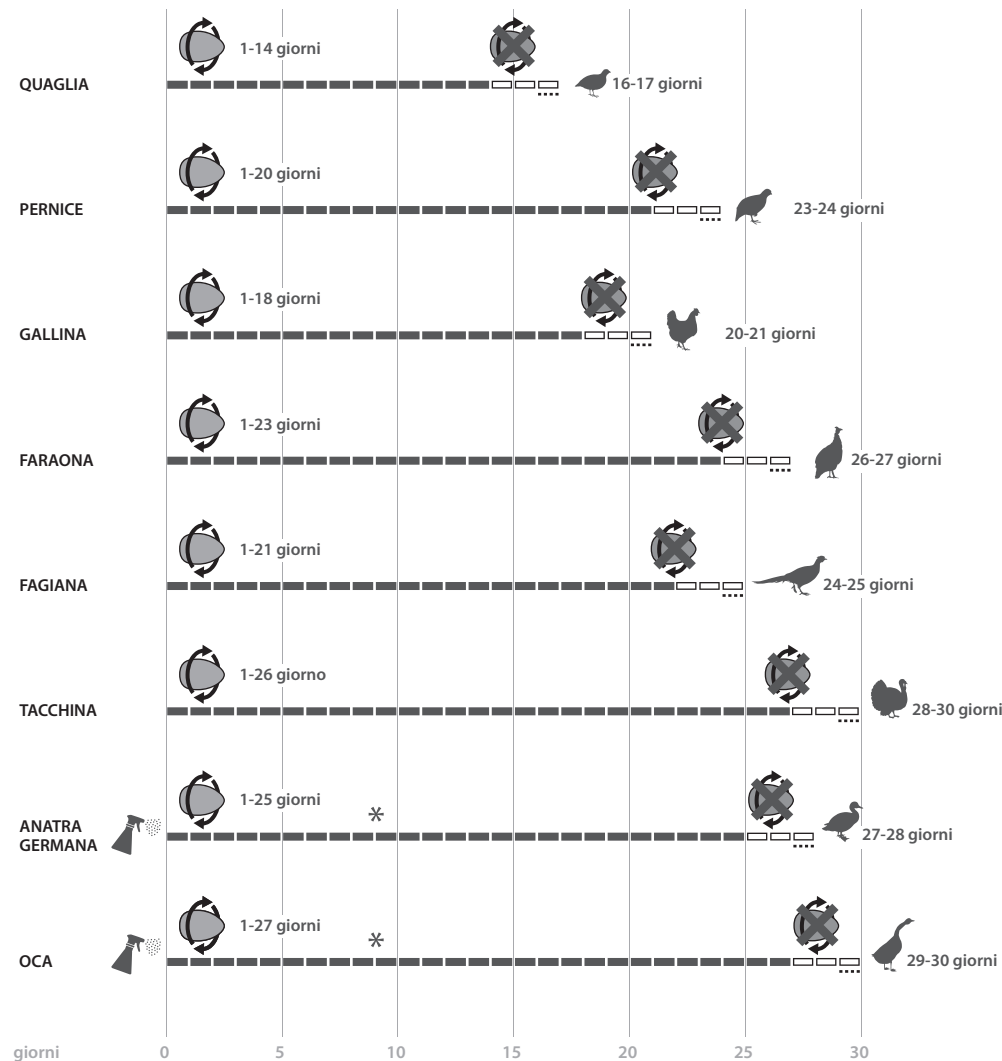 1-14 giorni
QUAGLIA
16-17 giorni
1-20 giorni
PERNICE
23-24 giorni
1-18 giorni
GALLINA
20-21 giorni
1-23 giorni
FARAONA
26-27 giorni
1-21 giorni
FAGIANA
24-25 giorni
1-26 giorno
TACCHINA
28-30 giorni
1-25 giorni
*
ANATRA
GERMANA
27-28 giorni
1-27 giorni
*
OCA
29-30 giorni
giorni 0 5 10 15 20 25 30